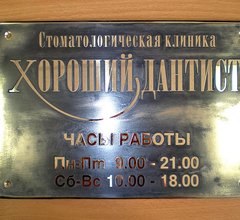 Стоматологическая клиника
ХОРОШИЙ ДАНТИСТ
ЧАСЫ РАБОТЫ
Пн-Пт 9.00 - 21.00
Сб-Вс 10.00 - 18.00